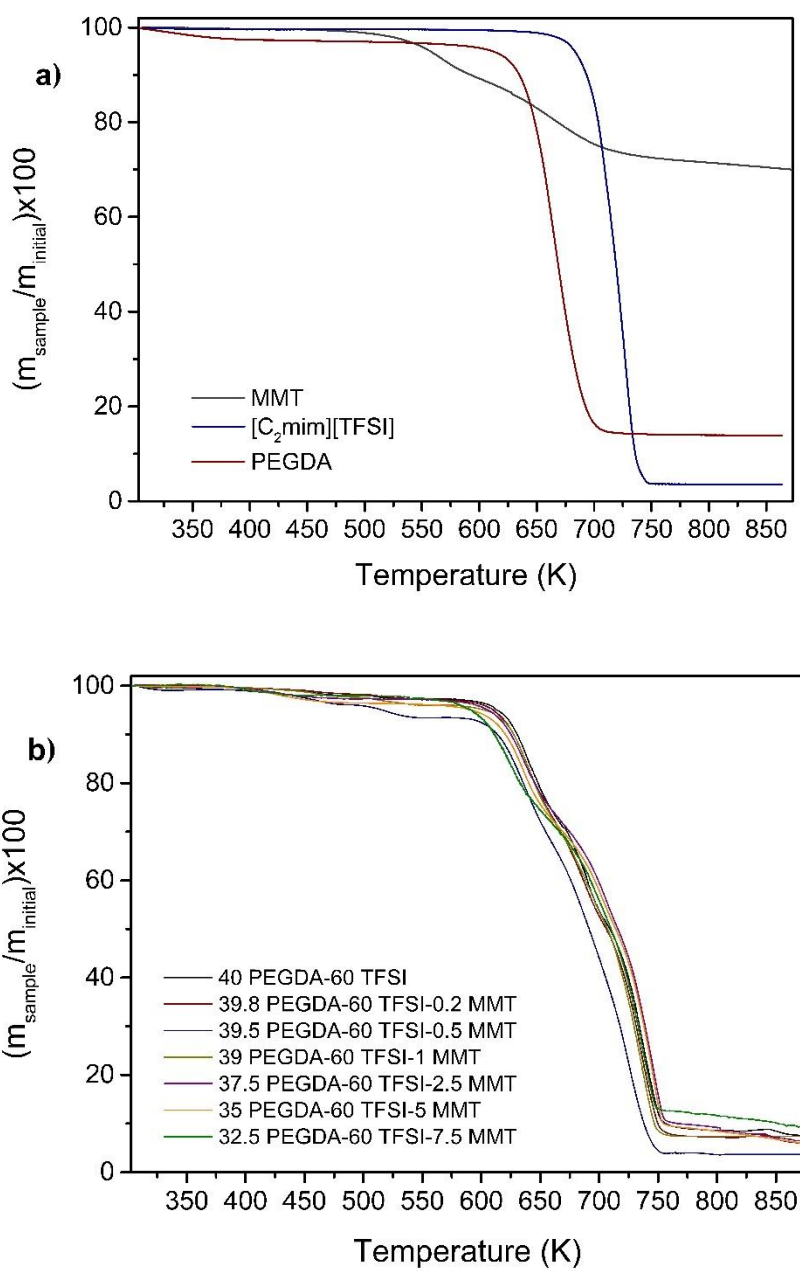 a)
100
80
60
40
20
0
(m_sample/m_initial)x100
MMT
[C₂mim][TFSI]
PEGDA
350 400 450 500 550 600 650 700 750 800 850
Temperature (K)
b)
100
80
60
40
20
0
(m_sample/m_initial)x100
40 PEGDA-60 TFSI
39.8 PEGDA-60 TFSI-0.2 MMT
39.5 PEGDA-60 TFSI-0.5 MMT
39 PEGDA-60 TFSI-1 MMT
37.5 PEGDA-60 TFSI-2.5 MMT
35 PEGDA-60 TFSI-5 MMT
32.5 PEGDA-60 TFSI-7.5 MMT
350 400 450 500 550 600 650 700 750 800 850
Temperature (K)